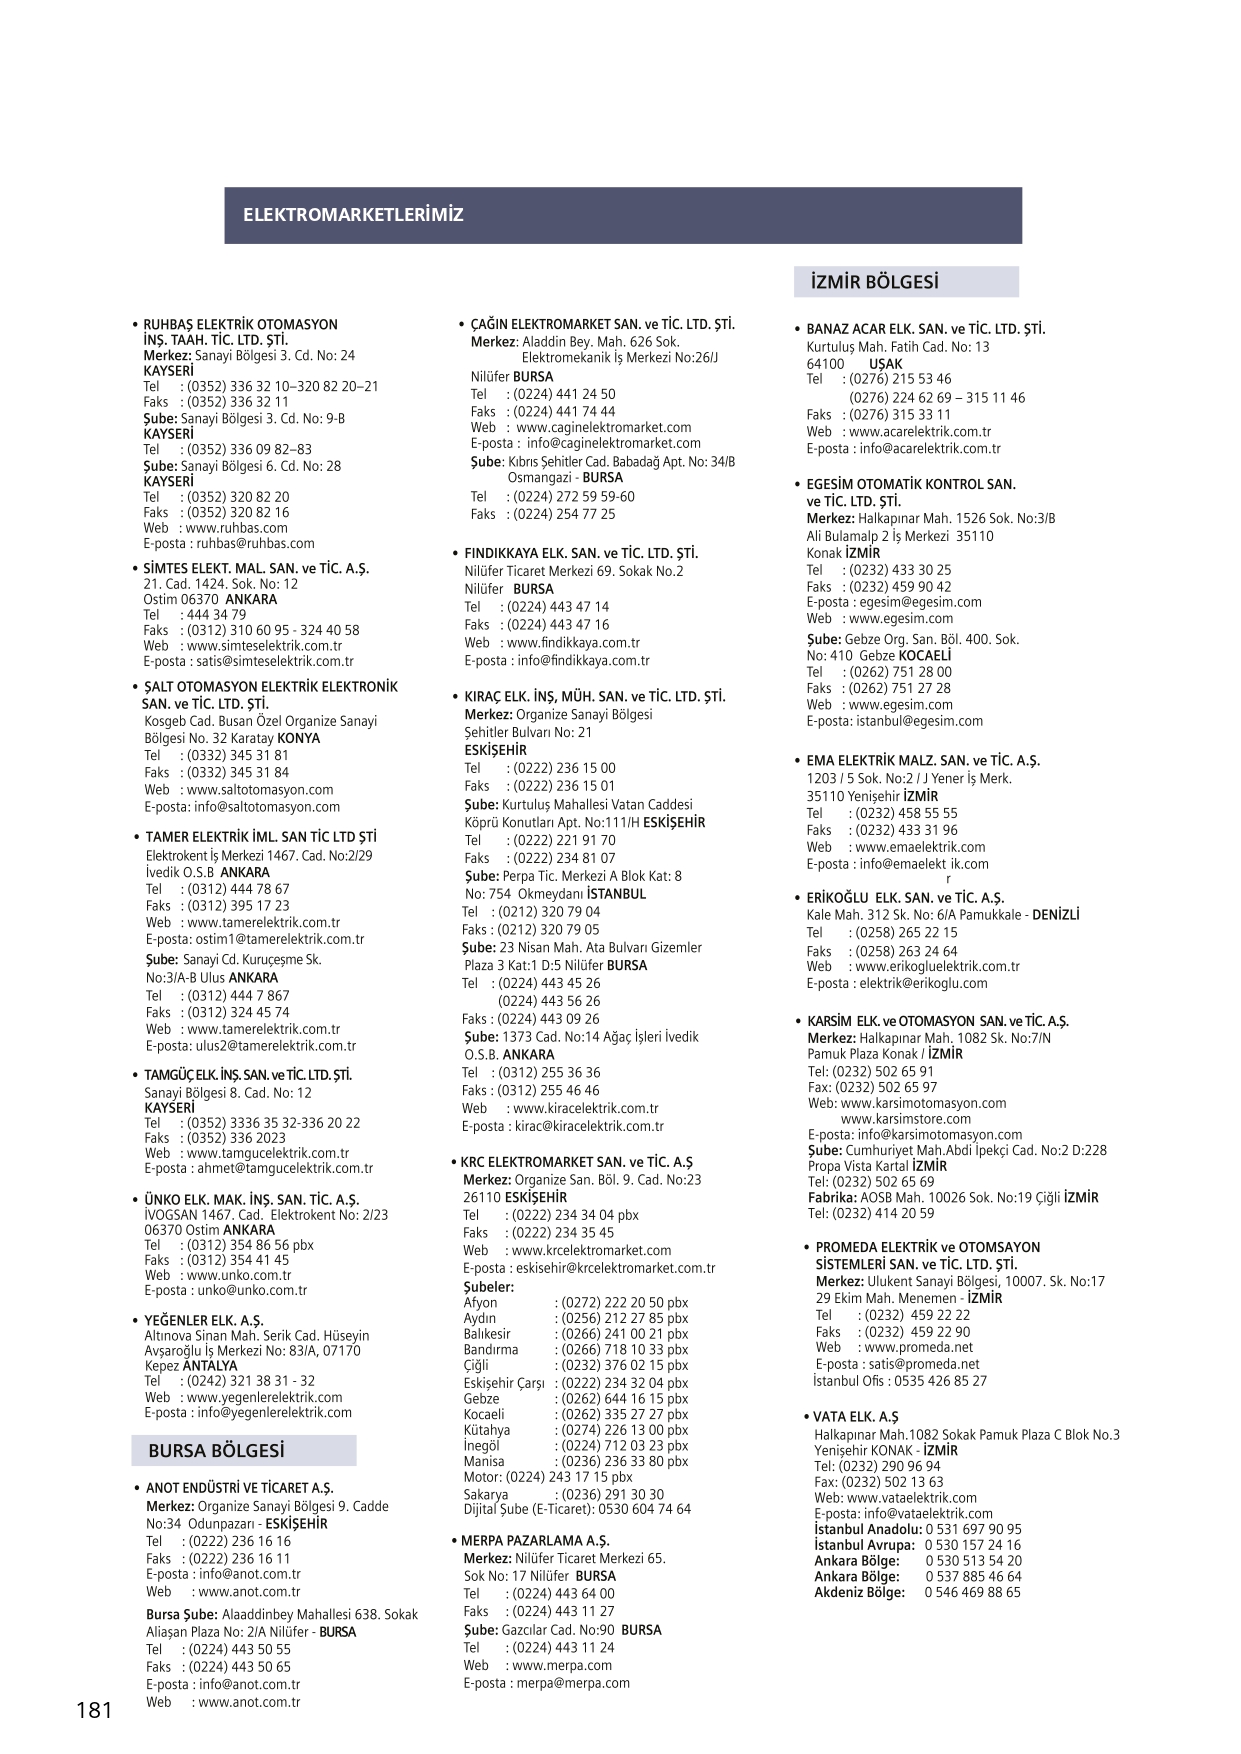 ELEKTROMARKETLERİMİZ
• RUHBAŞ ELEKTRİK OTOMASYON
İNŞ. TAAH. TİC. LTD. ŞTİ.
Merkez: Sanayi Bölgesi 3. Cd. No: 24
KAYSERİ
Tel : (0352) 336 32 10–320 82 20–21
Faks : (0352) 336 32 11
Şube: Sanayi Bölgesi 3. Cd. No: 9-B
KAYSERİ
Tel : (0352) 336 09 82–83
Şube: Sanayi Bölgesi 6. Cd. No: 28
KAYSERİ
Tel : (0352) 320 82 20
Faks : (0352) 320 82 16
Web : www.ruhbas.com
E-posta : ruhbas@ruhbas.com
• SİMTES ELEKT. MAL. SAN. ve TİC. A.Ş.
21. Cad. 1424. Sok. No: 12
Ostim 06370 ANKARA
Tel : 444 34 79
Faks : (0312) 310 60 95 - 324 40 58
Web : www.simteselektrik.com.tr
E-posta : satis@simteselektrik.com.tr
• ŞALT OTOMASYON ELEKTRİK ELEKTRONİK
SAN. ve TİC. LTD. ŞTİ.
Kosgeb Cad. Busan Özel Organize Sanayi
Bölgesi No. 32 Karatay KONYA
Tel : (0332) 345 31 81
Faks : (0332) 345 31 84
Web : www.saltotomasyon.com
E-posta: info@saltotomasyon.com
• TAMER ELEKTRİK İML. SAN TİC LTD ŞTİ
Elektrokent İş Merkezi 1467. Cad. No:2/29
İvedik O.S.B ANKARA
Tel : (0312) 444 78 67
Faks : (0312) 395 17 23
Web : www.tamerelektrik.com.tr
E-posta: ostim1@tamerelektrik.com.tr
Şube: Sanayi Cd. Kuruçeşme Sk.
No:3/A-B Ulus ANKARA
Tel : (0312) 444 7 867
Faks : (0312) 324 45 74
Web : www.tamerelektrik.com.tr
E-posta: ulus2@tamerelektrik.com.tr
• TAMGÜÇ ELK. İNŞ. SAN. ve TİC. LTD. ŞTİ.
Sanayi Bölgesi 8. Cad. No: 12
KAYSERİ
Tel : (0352) 3336 35 32-336 20 22
Faks : (0352) 336 2023
Web : www.tamgucelektrik.com.tr
E-posta : ahmet@tamgucelektrik.com.tr
• ÜNKO ELK. MAK. İNŞ. SAN. TİC. A.Ş.
İVOGSAN 1467. Cad. Elektrokent No: 2/23
06370 Ostim ANKARA
Tel : (0312) 354 86 56 pbx
Faks : (0312) 354 41 45
Web : www.unko.com.tr
E-posta : unko@unko.com.tr
• YEĞENLER ELK. A.Ş.
Altınova Sinan Mah. Serik Cad. Hüseyin
Avşaroğlu İş Merkezi No: 83/A, 07170
Kepez ANTALYA
Tel : (0242) 321 38 31 - 32
Web : www.yegenlerelektrik.com
E-posta : info@yegenlerelektrik.com
BURSA BÖLGESİ
• ANOT ENDÜSTRİ VE TİCARET A.Ş.
Merkez: Organize Sanayi Bölgesi 9. Cadde
No:34 Odunpazarı - ESKİŞEHİR
Tel : (0222) 236 16 16
Faks : (0222) 236 16 11
E-posta : info@anot.com.tr
Web : www.anot.com.tr
Bursa Şube: Alaaddinbey Mahallesi 638. Sokak
Aliaşan Plaza No: 2/A Nilüfer - BURSA
Tel : (0224) 443 50 55
Faks : (0224) 443 50 65
E-posta : info@anot.com.tr
Web : www.anot.com.tr
• ÇAĞIN ELEKTROMARKET SAN. ve TİC. LTD. ŞTİ.
Merkez: Aladdin Bey. Mah. 626 Sok.
Elektromekanik İş Merkezi No:26/J
Nilüfer BURSA
Tel : (0224) 441 24 50
Faks : (0224) 441 74 44
Web : www.caginelektromarket.com
E-posta : info@caginelektromarket.com
Şube: Kıbrıs Şehitler Cad. Babadağ Apt. No: 34/B
Osmangazi - BURSA
Tel : (0224) 272 59 59-60
Faks : (0224) 254 77 25
• FINDIKKAYA ELK. SAN. ve TİC. LTD. ŞTİ.
Nilüfer Ticaret Merkezi 69. Sokak No.2
Nilüfer BURSA
Tel : (0224) 443 47 14
Faks : (0224) 443 47 16
Web : www.findikkaya.com.tr
E-posta : info@findikkaya.com.tr
• KIRAÇ ELK. İNŞ, MÜH. SAN. ve TİC. LTD. ŞTİ.
Merkez: Organize Sanayi Bölgesi
Şehitler Bulvarı No: 21
ESKİŞEHİR
Tel : (0222) 236 15 00
Faks : (0222) 236 15 01
Şube: Kurtuluş Mahallesi Vatan Caddesi
Köprü Konutları Apt. No:111/H ESKİŞEHİR
Tel : (0222) 221 91 70
Faks : (0222) 234 81 07
Şube: Perpa Tic. Merkezi A Blok Kat: 8
No: 754 Okmeydanı İSTANBUL
Tel : (0212) 320 79 04
Faks : (0212) 320 79 05
Şube: 23 Nisan Mah. Ata Bulvarı Gizemler
Plaza 3 Kat:1 D:5 Nilüfer BURSA
Tel : (0224) 443 45 26
(0224) 443 56 26
Faks : (0224) 443 09 26
Şube: 1373 Cad. No:14 Ağaç İşleri İvedik
O.S.B. ANKARA
Tel : (0312) 255 36 36
Faks : (0312) 255 46 46
Web : www.kiracelektrik.com.tr
E-posta : kirac@kiracelektrik.com.tr
• KRC ELEKTROMARKET SAN. ve TİC. A.Ş
Merkez: Organize San. Böl. 9. Cad. No:23
26110 ESKİŞEHİR
Tel : (0222) 234 34 04 pbx
Faks : (0222) 234 35 45
Web : www.krcelektromarket.com
E-posta : eskisehir@krcelektromarket.com.tr
Şubeler:
Afyon : (0272) 222 20 50 pbx
Aydın : (0256) 212 27 85 pbx
Balıkesir : (0266) 241 00 21 pbx
Bandırma : (0266) 718 10 33 pbx
Çiğli : (0232) 376 02 15 pbx
Eskişehir Çarşı : (0222) 234 32 04 pbx
Gebze : (0262) 644 16 15 pbx
Kocaeli : (0262) 335 27 27 pbx
Kütahya : (0274) 226 13 00 pbx
İnegöl : (0224) 712 03 23 pbx
Manisa : (0236) 236 33 80 pbx
Motor: (0224) 243 17 15 pbx
Sakarya : (0236) 291 30 30
Dijital Şube (E-Ticaret): 0530 604 74 64
• MERPA PAZARLAMA A.Ş.
Merkez: Nilüfer Ticaret Merkezi 65.
Sok No: 17 Nilüfer BURSA
Tel : (0224) 443 64 00
Faks : (0224) 443 11 27
Şube: Gazcılar Cad. No:90 BURSA
Tel : (0224) 443 11 24
Web : www.merpa.com
E-posta : merpa@merpa.com
İZMİR BÖLGESİ
• BANAZ ACAR ELK. SAN. ve TİC. LTD. ŞTİ.
Kurtuluş Mah. Fatih Cad. No: 13
64100 UŞAK
Tel : (0276) 215 53 46
(0276) 224 62 69 – 315 11 46
Faks : (0276) 315 33 11
Web : www.acarelektrik.com.tr
E-posta : info@acarelektrik.com.tr
• EGESİM OTOMATİK KONTROL SAN.
ve TİC. LTD. ŞTİ.
Merkez: Halkapınar Mah. 1526 Sok. No:3/B
Ali Bulamalp 2 İş Merkezi 35110
Konak İZMİR
Tel : (0232) 433 30 25
Faks : (0232) 459 90 42
E-posta : egesim@egesim.com
Web : www.egesim.com
Şube: Gebze Org. San. Böl. 400. Sok.
No: 410 Gebze KOCAELİ
Tel : (0262) 751 28 00
Faks : (0262) 751 27 28
Web : www.egesim.com
E-posta: istanbul@egesim.com
• EMA ELEKTRİK MALZ. SAN. ve TİC. A.Ş.
1203 / 5 Sok. No:2 / J Yener İş Merk.
35110 Yenişehir İZMİR
Tel : (0232) 458 55 55
Faks : (0232) 433 31 96
Web : www.emaelektrik.com
E-posta : info@emaelekt ik.com
r
• ERİKOĞLU ELK. SAN. ve TİC. A.Ş.
Kale Mah. 312 Sk. No: 6/A Pamukkale - DENİZLİ
Tel : (0258) 265 22 15
Faks : (0258) 263 24 64
Web : www.erikogluelektrik.com.tr
E-posta : elektrik@erikoglu.com
• KARSİM ELK. ve OTOMASYON SAN. ve TİC. A.Ş.
Merkez: Halkapınar Mah. 1082 Sk. No:7/N
Pamuk Plaza Konak / İZMİR
Tel: (0232) 502 65 91
Fax: (0232) 502 65 97
Web: www.karsimotomasyon.com
www.karsimstore.com
E-posta: info@karsimotomasyon.com
Şube: Cumhuriyet Mah.Abdi İpekçi Cad. No:2 D:228
Propa Vista Kartal İZMİR
Tel: (0232) 502 65 69
Fabrika: AOSB Mah. 10026 Sok. No:19 Çiğli İZMİR
Tel: (0232) 414 20 59
• PROMEDA ELEKTRİK ve OTOMSAYON
SİSTEMLERİ SAN. ve TİC. LTD. ŞTİ.
Merkez: Ulukent Sanayi Bölgesi, 10007. Sk. No:17
29 Ekim Mah. Menemen - İZMİR
Tel : (0232) 459 22 22
Faks : (0232) 459 22 90
Web : www.promeda.net
E-posta : satis@promeda.net
İstanbul Ofis : 0535 426 85 27
• VATA ELK. A.Ş
Halkapınar Mah.1082 Sokak Pamuk Plaza C Blok No.3
Yenişehir KONAK - İZMİR
Tel: (0232) 290 96 94
Fax: (0232) 502 13 63
Web: www.vataelektrik.com
E-posta: info@vataelektrik.com
İstanbul Anadolu: 0 531 697 90 95
İstanbul Avrupa: 0 530 157 24 16
Ankara Bölge: 0 530 513 54 20
Ankara Bölge: 0 537 885 46 64
Akdeniz Bölge: 0 546 469 88 65
181